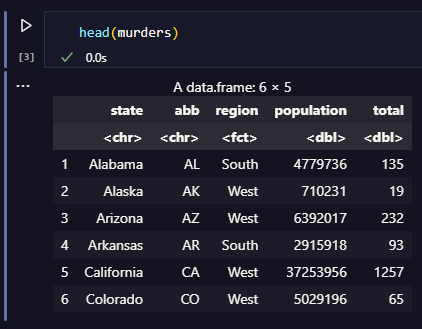 head(murders)
[3] ✓ 0.0s
...
A data.frame: 6 × 5
state abb region population total
<chr> <chr> <fct> <dbl> <dbl>
1 Alabama AL South 4779736 135
2 Alaska AK West 710231 19
3 Arizona AZ West 6392017 232
4 Arkansas AR South 2915918 93
5 California CA West 37253956 1257
6 Colorado CO West 5029196 65